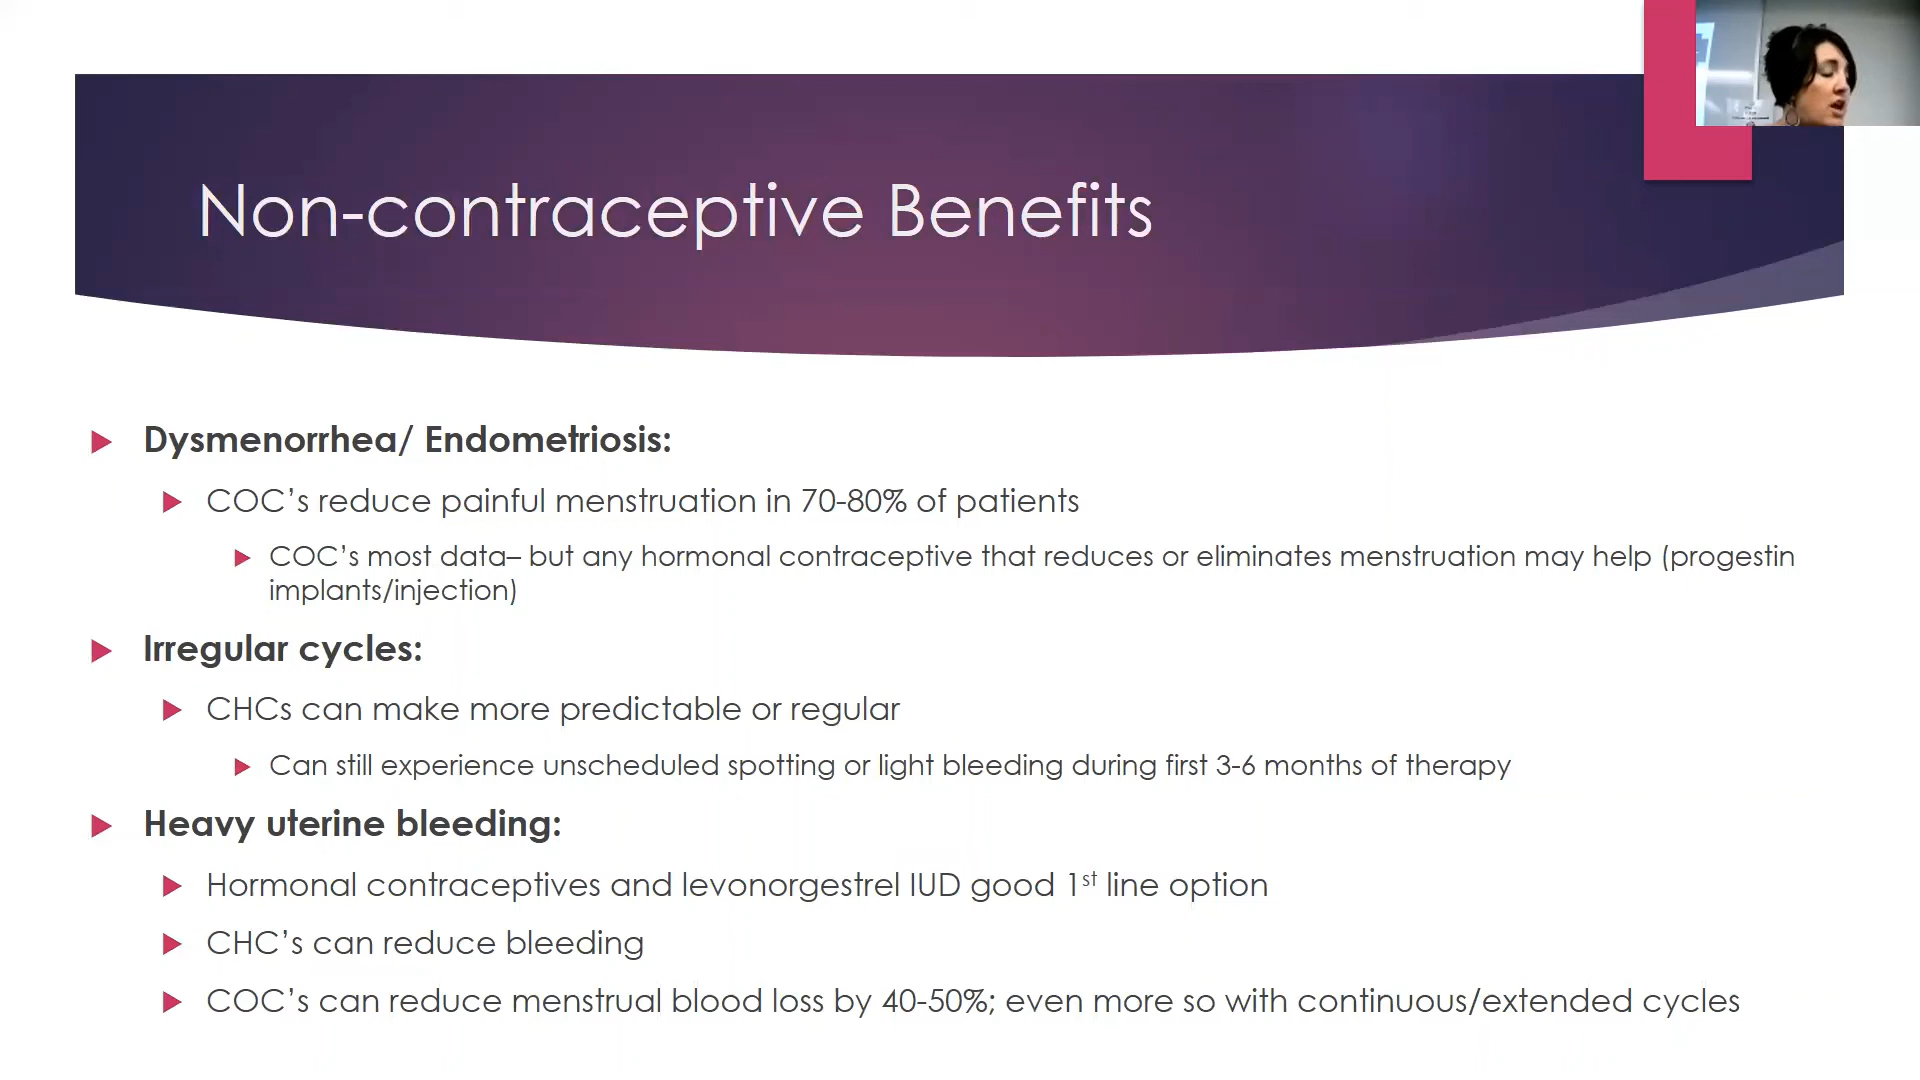 Non-contraceptive Benefits
Dysmenorrhea/ Endometriosis:
COC’s reduce painful menstruation in 70-80% of patients
COC’s most data– but any hormonal contraceptive that reduces or eliminates menstruation may help (progestin
implants/injection)
Irregular cycles:
CHCs can make more predictable or regular
Can still experience unscheduled spotting or light bleeding during first 3-6 months of therapy
Heavy uterine bleeding:
Hormonal contraceptives and levonorgestrel IUD good 1st line option
CHC’s can reduce bleeding
COC’s can reduce menstrual blood loss by 40-50%; even more so with continuous/extended cycles